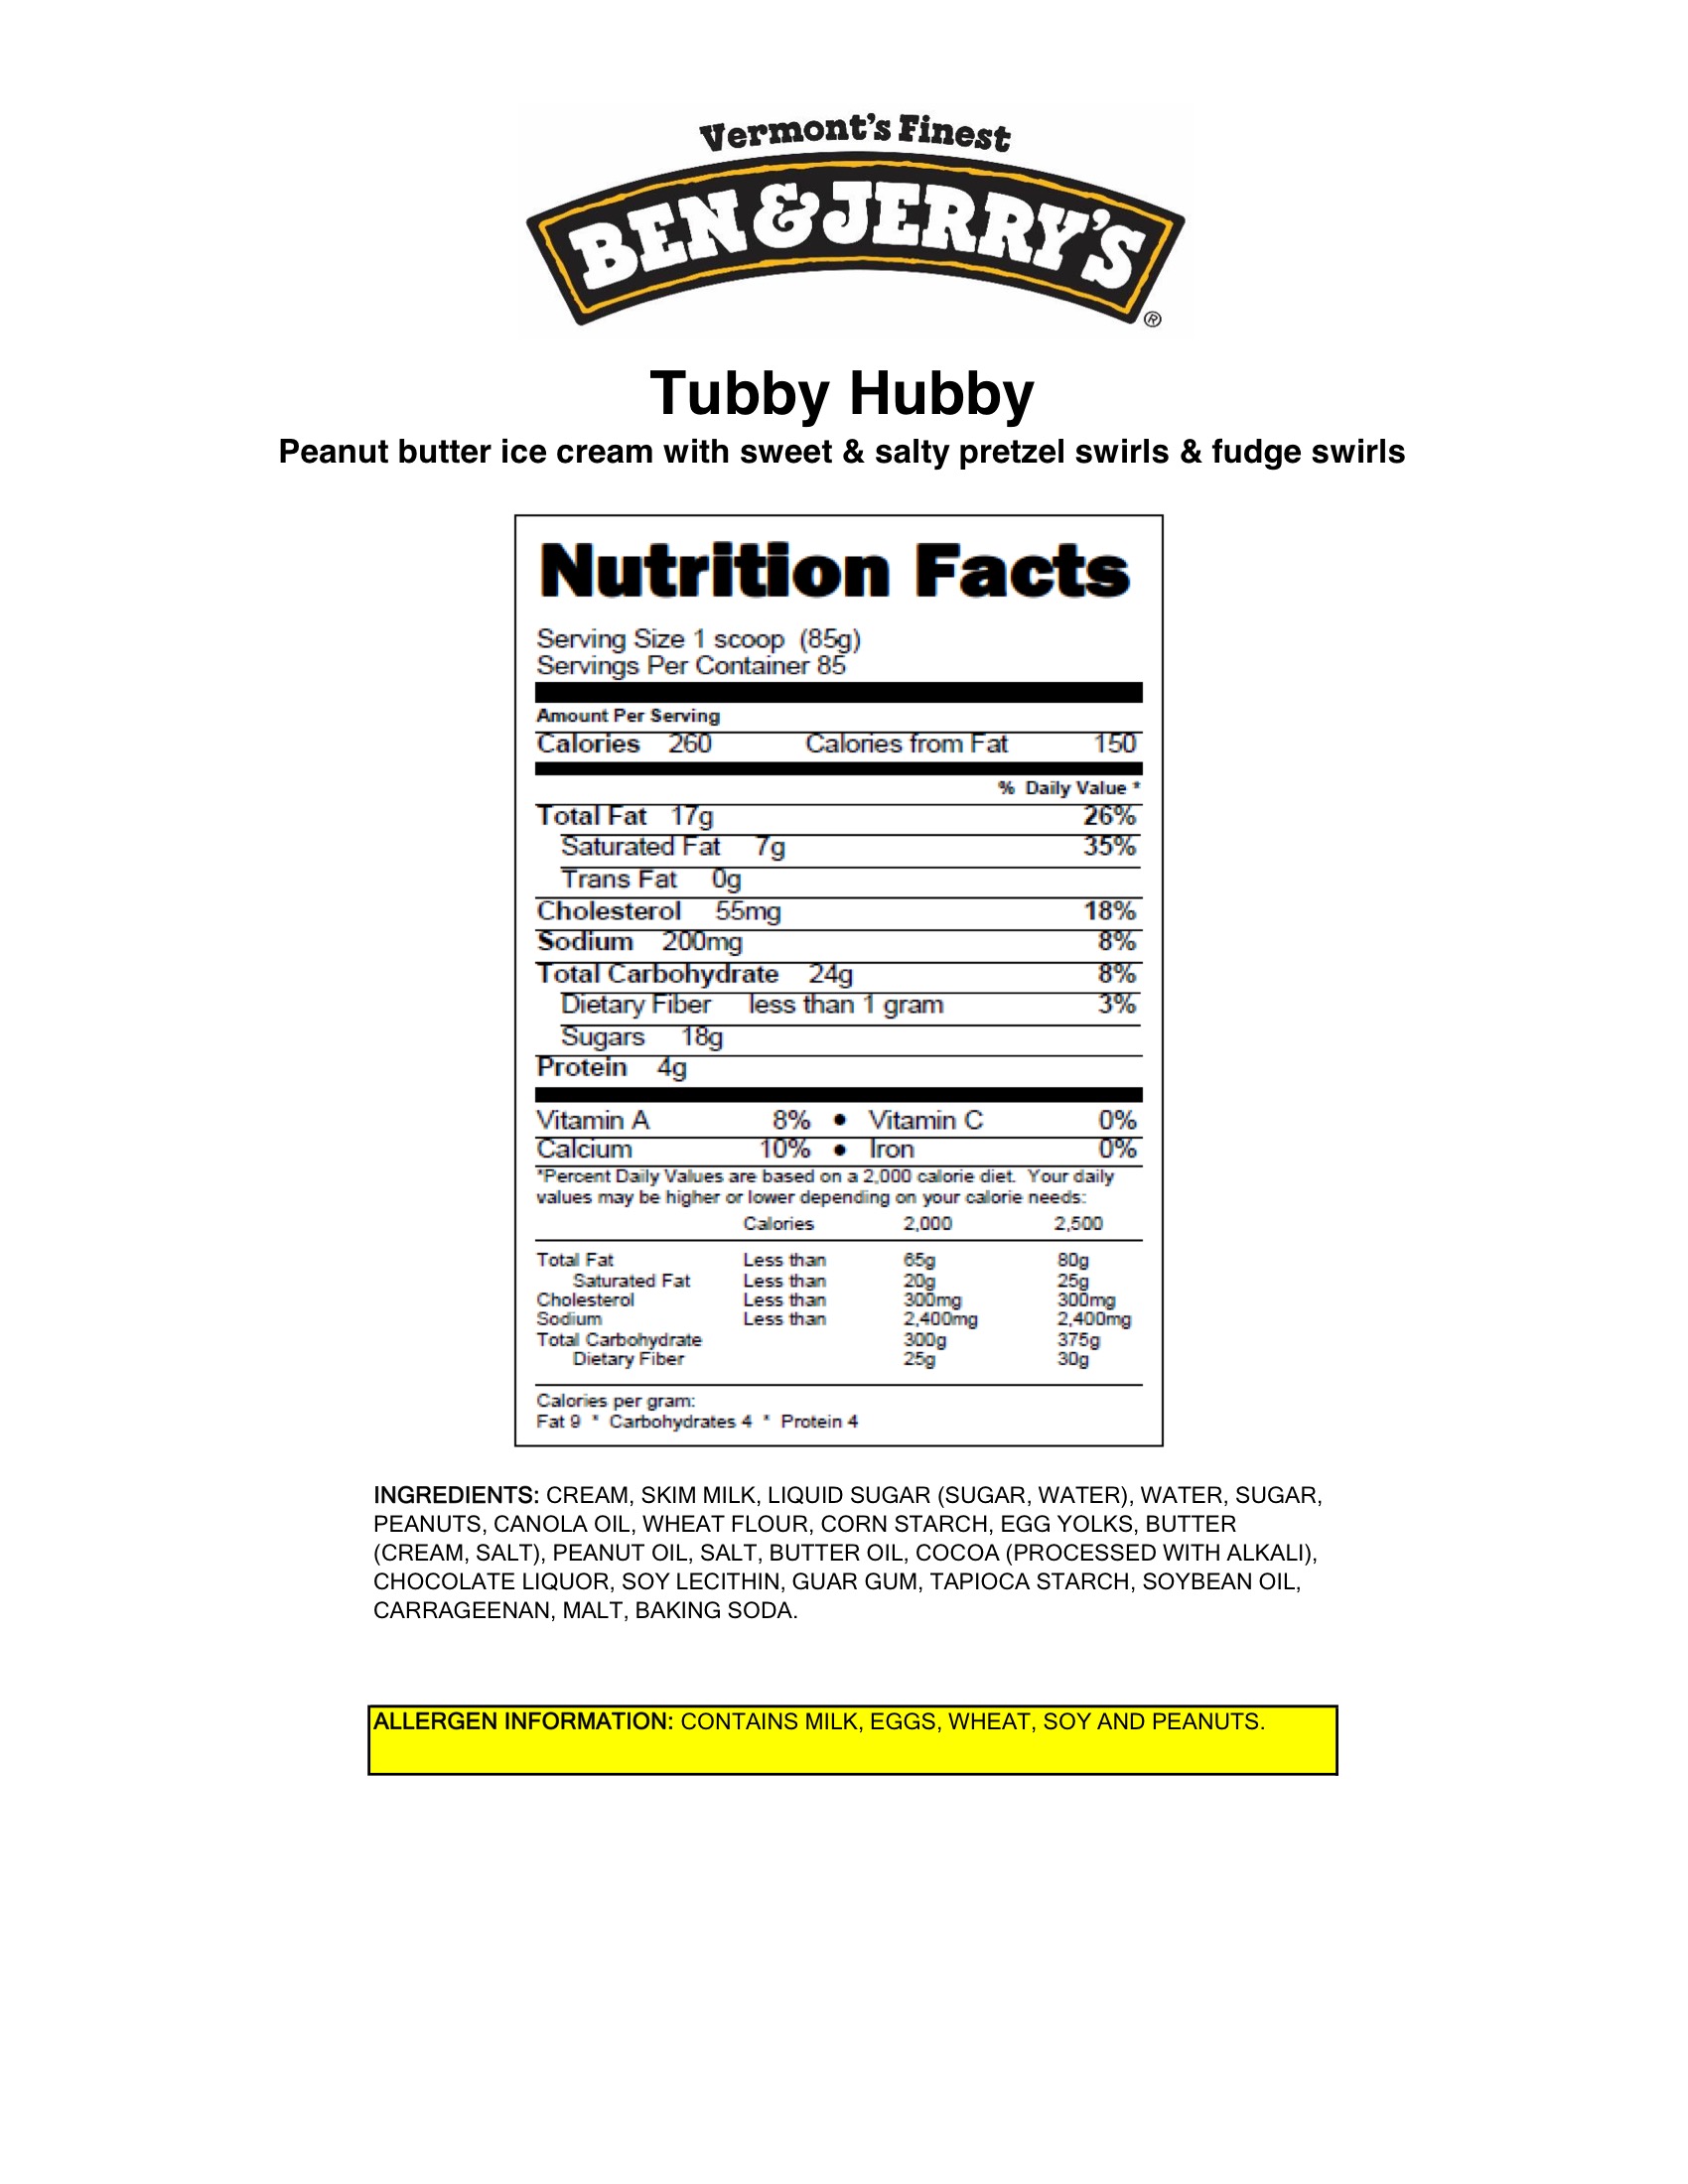 Vermont's Finest
BEN & JERRY'S
®
Tubby Hubby
Peanut butter ice cream with sweet & salty pretzel swirls & fudge swirls
Nutrition Facts
Serving Size 1 scoop (85g)
Servings Per Container 85
Amount Per Serving
Calories 260 Calories from Fat 150
% Daily Value *
Total Fat 17g 26%
Saturated Fat 7g 35%
Trans Fat 0g
Cholesterol 55mg 18%
Sodium 200mg 8%
Total Carbohydrate 24g 8%
Dietary Fiber less than 1 gram 3%
Sugars 18g
Protein 4g
Vitamin A 8% • Vitamin C 0%
Calcium 10% • Iron 0%
*Percent Daily Values are based on a 2,000 calorie diet. Your daily
values may be higher or lower depending on your calorie needs:
Calories 2,000 2,500
Total Fat Less than 65g 80g
Saturated Fat Less than 20g 25g
Cholesterol Less than 300mg 300mg
Sodium Less than 2,400mg 2,400mg
Total Carbohydrate 300g 375g
Dietary Fiber 25g 30g
Calories per gram:
Fat 9 * Carbohydrates 4 * Protein 4
INGREDIENTS: CREAM, SKIM MILK, LIQUID SUGAR (SUGAR, WATER), WATER, SUGAR,
PEANUTS, CANOLA OIL, WHEAT FLOUR, CORN STARCH, EGG YOLKS, BUTTER
(CREAM, SALT), PEANUT OIL, SALT, BUTTER OIL, COCOA (PROCESSED WITH ALKALI),
CHOCOLATE LIQUOR, SOY LECITHIN, GUAR GUM, TAPIOCA STARCH, SOYBEAN OIL,
CARRAGEENAN, MALT, BAKING SODA.
ALLERGEN INFORMATION: CONTAINS MILK, EGGS, WHEAT, SOY AND PEANUTS.